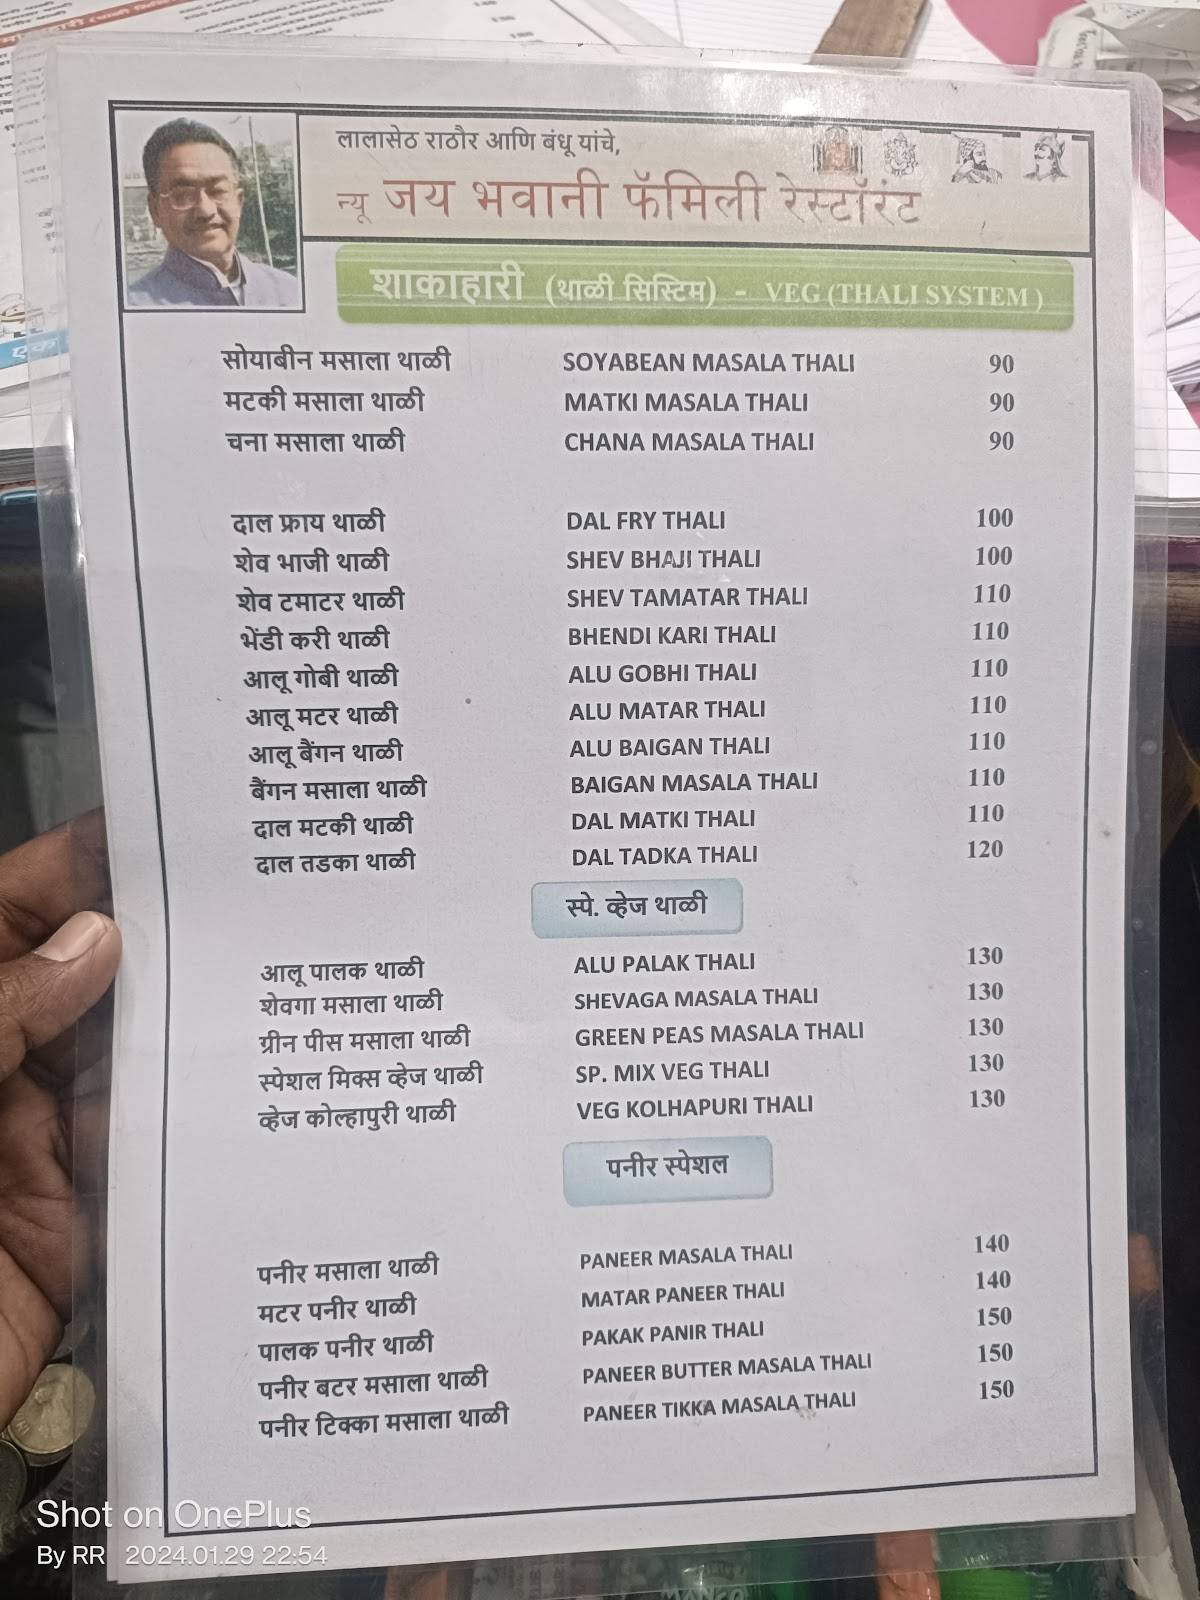 लालासेठ राठौर आणि बंधू यांचे,
न्यू जय भवानी फॅमिली रेस्टॉरंट
शाकाहारी (थाळी सिस्टिम) - VEG (THALI SYSTEM)
सोयाबीन मसाला थाळी SOYABEAN MASALA THALI 90
मटकी मसाला थाळी MATKI MASALA THALI 90
चना मसाला थाळी CHANA MASALA THALI 90
दाल फ्राय थाळी DAL FRY THALI 100
शेव भाजी थाळी SHEV BHAJI THALI 100
शेव टमाटर थाळी SHEV TAMATAR THALI 110
भेंडी करी थाळी BHENDI KARI THALI 110
आलू गोबी थाळी ALU GOBHI THALI 110
आलू मटर थाळी ALU MATAR THALI 110
आलू बैंगन थाळी ALU BAIGAN THALI 110
बैंगन मसाला थाळी BAIGAN MASALA THALI 110
दाल मटकी थाळी DAL MATKI THALI 110
दाल तडका थाळी DAL TADKA THALI 120
स्पे. व्हेज थाळी
आलू पालक थाळी ALU PALAK THALI 130
शेवगा मसाला थाळी SHEVAGA MASALA THALI 130
ग्रीन पीस मसाला थाळी GREEN PEAS MASALA THALI 130
स्पेशल मिक्स व्हेज थाळी SP. MIX VEG THALI 130
व्हेज कोल्हापुरी थाळी VEG KOLHAPURI THALI 130
पनीर स्पेशल
पनीर मसाला थाळी PANEER MASALA THALI 140
मटर पनीर थाळी MATAR PANEER THALI 140
पालक पनीर थाळी PAKAK PANIR THALI 150
पनीर बटर मसाला थाळी PANEER BUTTER MASALA THALI 150
पनीर टिक्का मसाला थाळी PANEER TIKKA MASALA THALI 150
Shot on OnePlus
By RR 2024.01.29 22:54